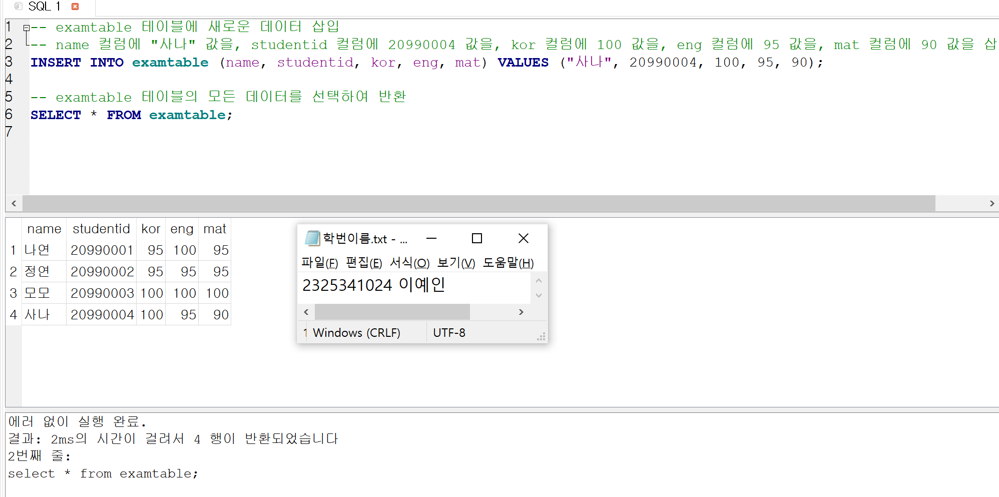 SQL 1
1 -- examtable 테이블에 새로운 데이터 삽입
2 -- name 컬럼에 "사나" 값을, studentid 컬럼에 20990004 값을, kor 컬럼에 100 값을, eng 컬럼에 95 값을, mat 컬럼에 90 값을 삽
3 INSERT INTO examtable (name, studentid, kor, eng, mat) VALUES ("사나", 20990004, 100, 95, 90);
4
5 -- examtable 테이블의 모든 데이터를 선택하여 반환
6 SELECT * FROM examtable;
7
name studentid kor eng mat
1 나연 20990001 95 100 95
2 정연 20990002 95 95 95
3 모모 20990003 100 100 100
4 사나 20990004 100 95 90
학번이름.txt - ...
파일(F) 편집(E) 서식(O) 보기(V) 도움말(H)
2325341024 이예인
1 Windows (CRLF) UTF-8
에러 없이 실행 완료.
결과: 2ms의 시간이 걸려서 4 행이 반환되었습니다
2번째 줄:
select * from examtable;